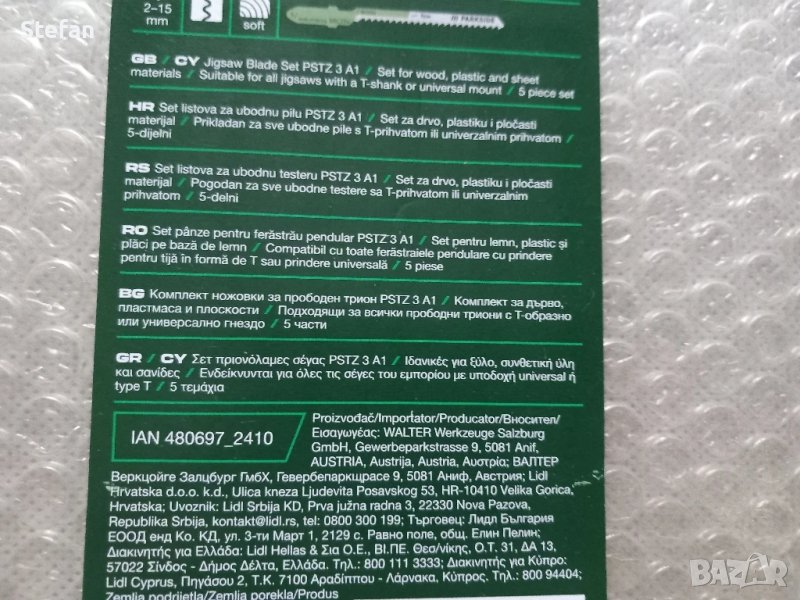 Stefan
2–15
mm
soft
PARKSIDE
GB / CY Jigsaw Blade Set PSTZ 3 A1 / Set for wood, plastic and sheet
materials / Suitable for all jigsaws with a T-shank or universal mount / 5 piece set
HR Set listova za ubodnu pilu PSTZ 3 A1 / Set za drvo, plastiku i pločasti
materijal / Prikladan za sve ubodne pile s T-prihvatom ili univerzalnim prihvatom /
5-dijelni
RS Set listova za ubodnu testeru PSTZ 3 A1 / Set za drvo, plastiku i pločasti
materijal / Pogodan za sve ubodne testere sa T-prihvatom ili univerzalnim
prihvatom / 5-delni
RO Set pânze pentru ferăstrău pendular PSTZ 3 A1 / Set pentru lemn, plastic și
plăci pe bază de lemn / Compatibil cu toate ferăstraiele pendulare cu prindere
pentru tijă în formă de T sau prindere universală / 5 piese
BG Комплект ножовки за прободен трион PSTZ 3 A1 / Комплект за дърво,
пластмаса и плоскости / Подходящи за всички прободни триони с Т-образно
или универсално гнездо / 5 части
GR / CY Σετ πριονόλαμες σέγας PSTZ 3 A1 / Ιδανικές για ξύλο, συνθετική ύλη
και σανίδες / Ενδείκνυνται για όλες τις σέγες του εμπορίου με υποδοχή universal ή
type T / 5 τεμάχια
IAN 480697_2410
Proizvođač/Importator/Producator/Вносител/
Εισαγωγέας: WALTER Werkzeuge Salzburg
GmbH, Gewerbeparkstrasse 9, 5081 Anif,
AUSTRIA, Austrija, Austria, Αυστρία; ВАЛТЕР
Веркцойге Залцбург ГмбХ, Гевербепаркщрасе 9, 5081 Аниф, Австрия; Lidl
Hrvatska d.o.o. k.d., Ulica kneza Ljudevita Posavskog 53, HR-10410 Velika Gorica,
Hrvatska; Uvoznik: Lidl Srbija KD, Prva južna radna 3, 22330 Nova Pazova,
Republika Srbija, kontakt@lidl.rs, tel: 0800 300 199; Търговец: Лидл България
ЕООД енд Ко. КД, ул. 3-ти Март 1, 2129 с. Равно поле, общ. Елин Пелин;
Διακινητής για Ελλάδα: Lidl Hellas & Σια Ο.Ε., ΒΙ.ΠΕ. Θεσ/νίκης, Ο.Τ. 31, ΔΑ 13,
57022 Σίνδος - Δήμος Δέλτα, Ελλάδα, Τηλ.: 800 111 3333; Διακινητής για Κύπρο:
Lidl Cyprus, Πηγάσου 2, Τ.Κ. 7100 Αραδίππου - Λάρνακα, Κύπρος. Τηλ.: 800 94404;
Zemlja podrijetla/Zemlja porekla/Produs
BAZAR